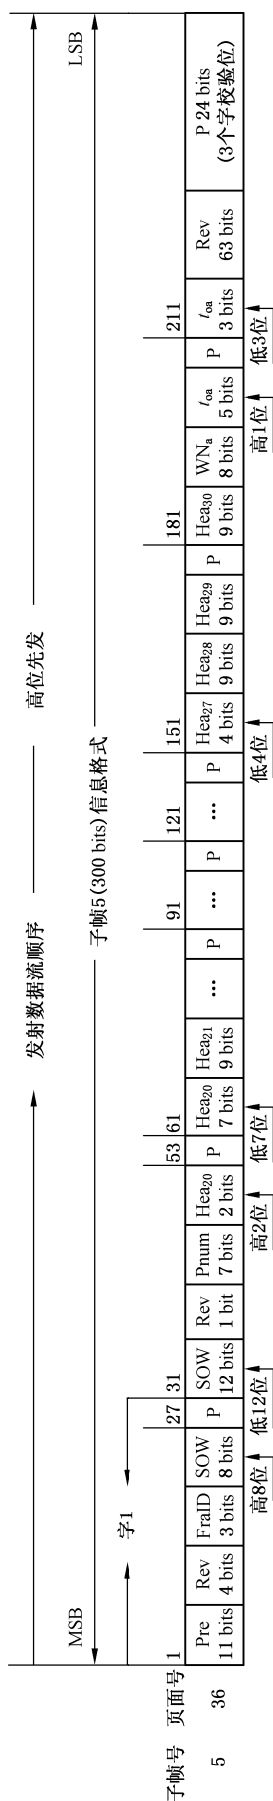 发射数据流顺序 高位先发
MSB 子帧5(300 bits)信息格式 LSB
字1
子帧号 页面号 1 27 31 53 61 91 121 151 181 211
5 36 Pre 11 bits Rev 4 bits FraID 3 bits SOW 8 bits P SOW 12 bits Rev 1 bit Pnum 7 bits Hea20 2 bits P Hea20 7 bits Hea21 9 bits … P … P … P Hea27 4 bits Hea28 9 bits Hea29 9 bits P Hea30 9 bits WNa 8 bits toa 5 bits P toa 3 bits Rev 63 bits P 24 bits (3个字校验位)
高8位 低12位 高2位 低7位 低4位 高1位 低3位